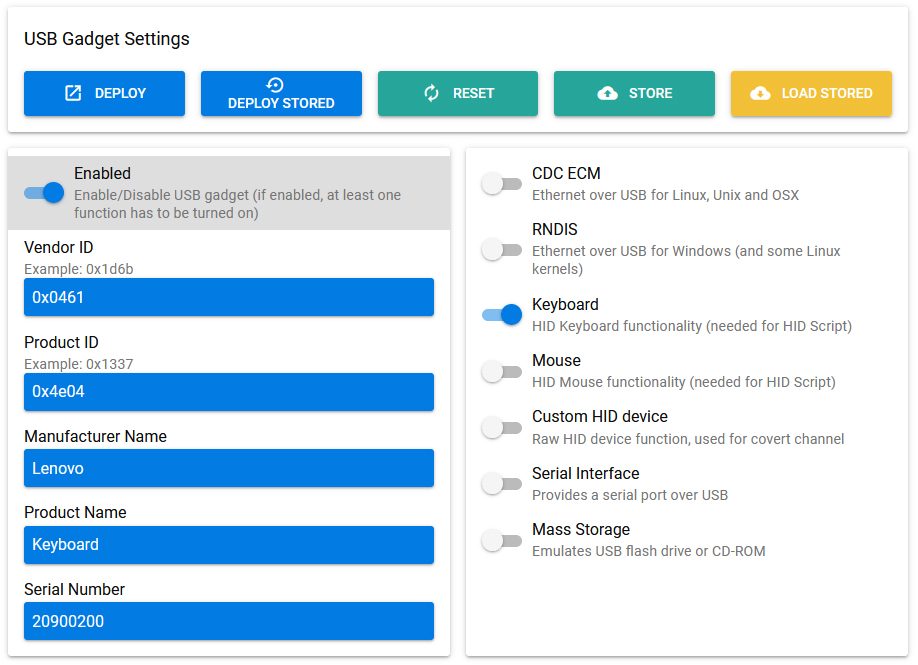 USB Gadget Settings
DEPLOY
DEPLOY STORED
RESET
STORE
LOAD STORED
Enabled
Enable/Disable USB gadget (if enabled, at least one
function has to be turned on)
Vendor ID
Example: 0x1d6b
0x0461
Product ID
Example: 0x1337
0x4e04
Manufacturer Name
Lenovo
Product Name
Keyboard
Serial Number
20900200
CDC ECM
Ethernet over USB for Linux, Unix and OSX
RNDIS
Ethernet over USB for Windows (and some Linux
kernels)
Keyboard
HID Keyboard functionality (needed for HID Script)
Mouse
HID Mouse functionality (needed for HID Script)
Custom HID device
Raw HID device function, used for covert channel
Serial Interface
Provides a serial port over USB
Mass Storage
Emulates USB flash drive or CD-ROM